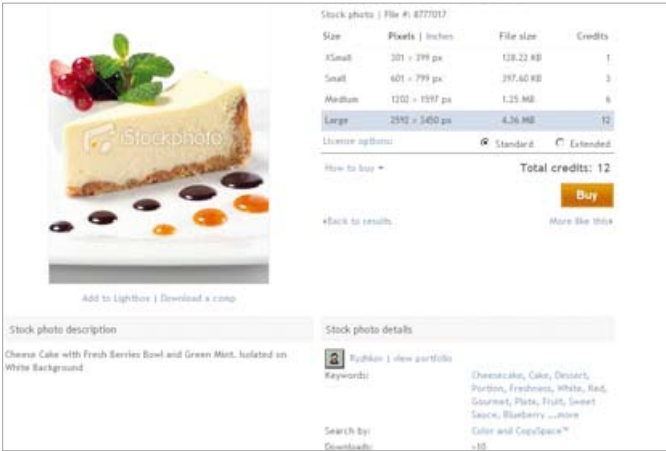 Stock photo | File #: 8777017
Size Pixels | Inches File size Credits
XSmall 301 × 399 px 128.22 KB 1
Small 601 × 799 px 397.60 KB 3
Medium 1202 × 1597 px 1.25 MB 6
Large 2592 × 3450 px 4.36 MB 12
License options: Standard Extended
How to buy Total credits: 12
Buy
Back to results More like this
iStockphoto
Add to Lightbox | Download a comp
Stock photo description
Cheese Cake with Fresh Berries Bowl and Green Mint. Isolated on
White Background
Stock photo details
Ryzhkov | view portfolio
Keywords: Cheesecake, Cake, Dessert,
Portion, Freshness, White, Red,
Gourmet, Plate, Fruit, Sweet
Sauce, Blueberry ...more
Search by: Color and CopySpace™
Downloads: <10